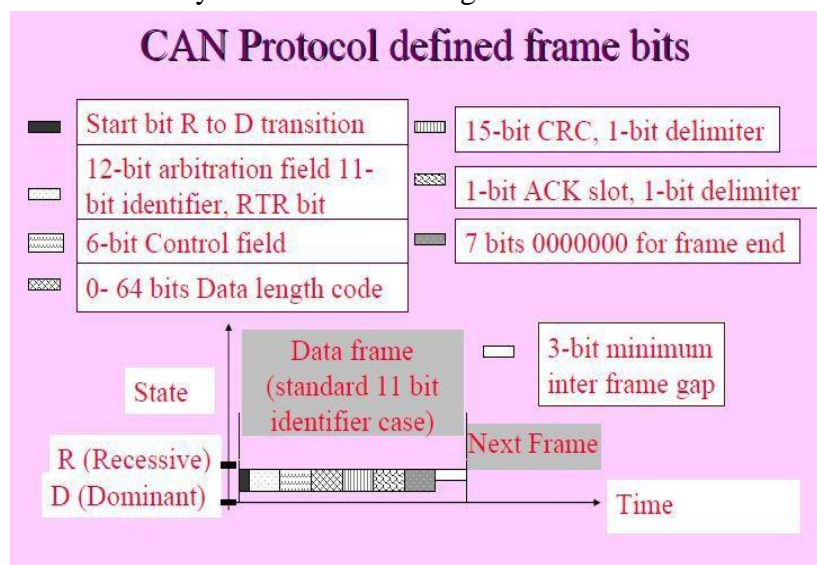 CAN Protocol defined frame bits
Start bit R to D transition
12-bit arbitration field 11-
bit identifier, RTR bit
6-bit Control field
0- 64 bits Data length code
15-bit CRC, 1-bit delimiter
1-bit ACK slot, 1-bit delimiter
7 bits 0000000 for frame end
3-bit minimum
inter frame gap
Data frame
(standard 11 bit
identifier case)
State
Next Frame
R (Recessive)
D (Dominant)
Time